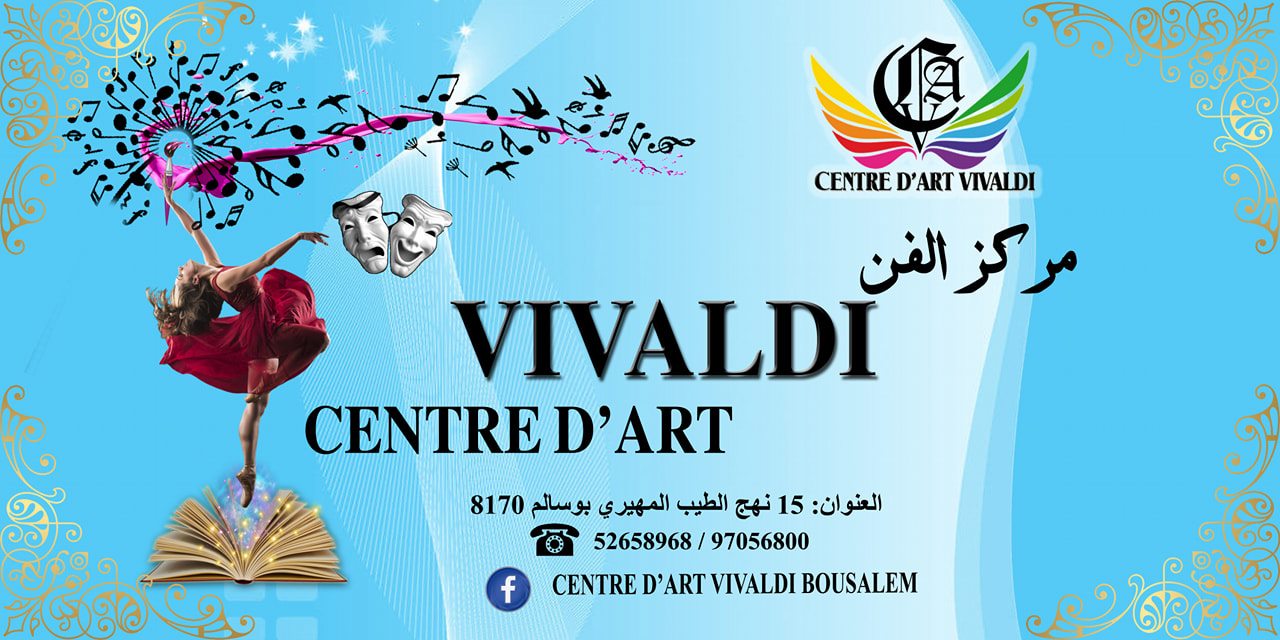 CAV
CENTRE D'ART VIVALDI
مركز الفن
VIVALDI
CENTRE D'ART
العنوان: 15 نهج الطيب المهيري بوسالم 8170
52658968 / 97056800
f
CENTRE D'ART VIVALDI BOUSALEM